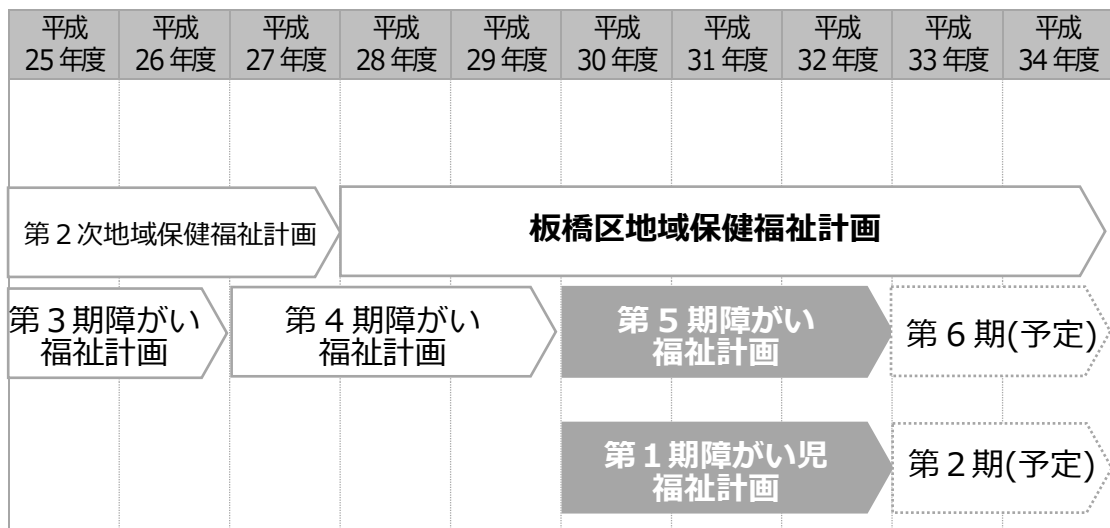 平成 平成 平成 平成 平成 平成 平成 平成 平成 平成
25年度 26年度 27年度 28年度 29年度 30年度 31年度 32年度 33年度 34年度
第2次地域保健福祉計画
板橋区地域保健福祉計画
第3期障がい
福祉計画
第4期障がい
福祉計画
第5期障がい
福祉計画
第6期(予定)
第1期障がい児
福祉計画
第2期(予定)